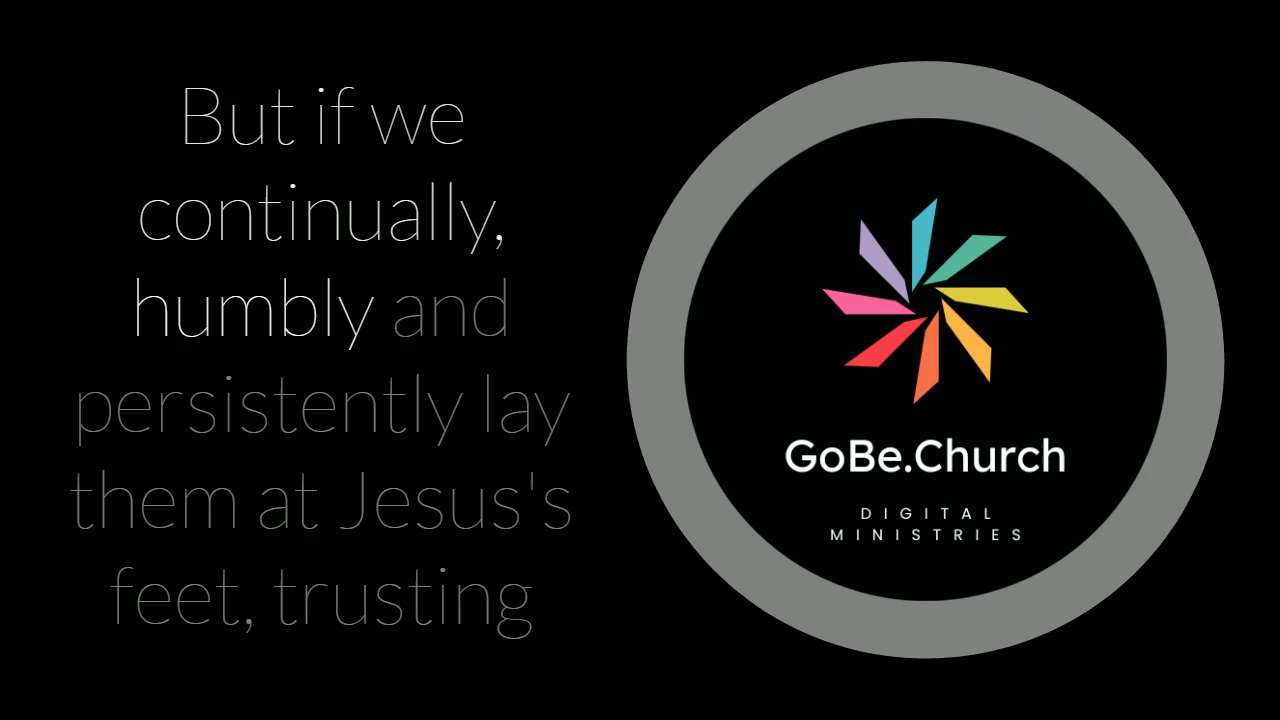 But if we
continually,
humbly and
persistently lay
them at Jesus's
feet, trusting
GoBe.Church
DIGITAL
MINISTRIES